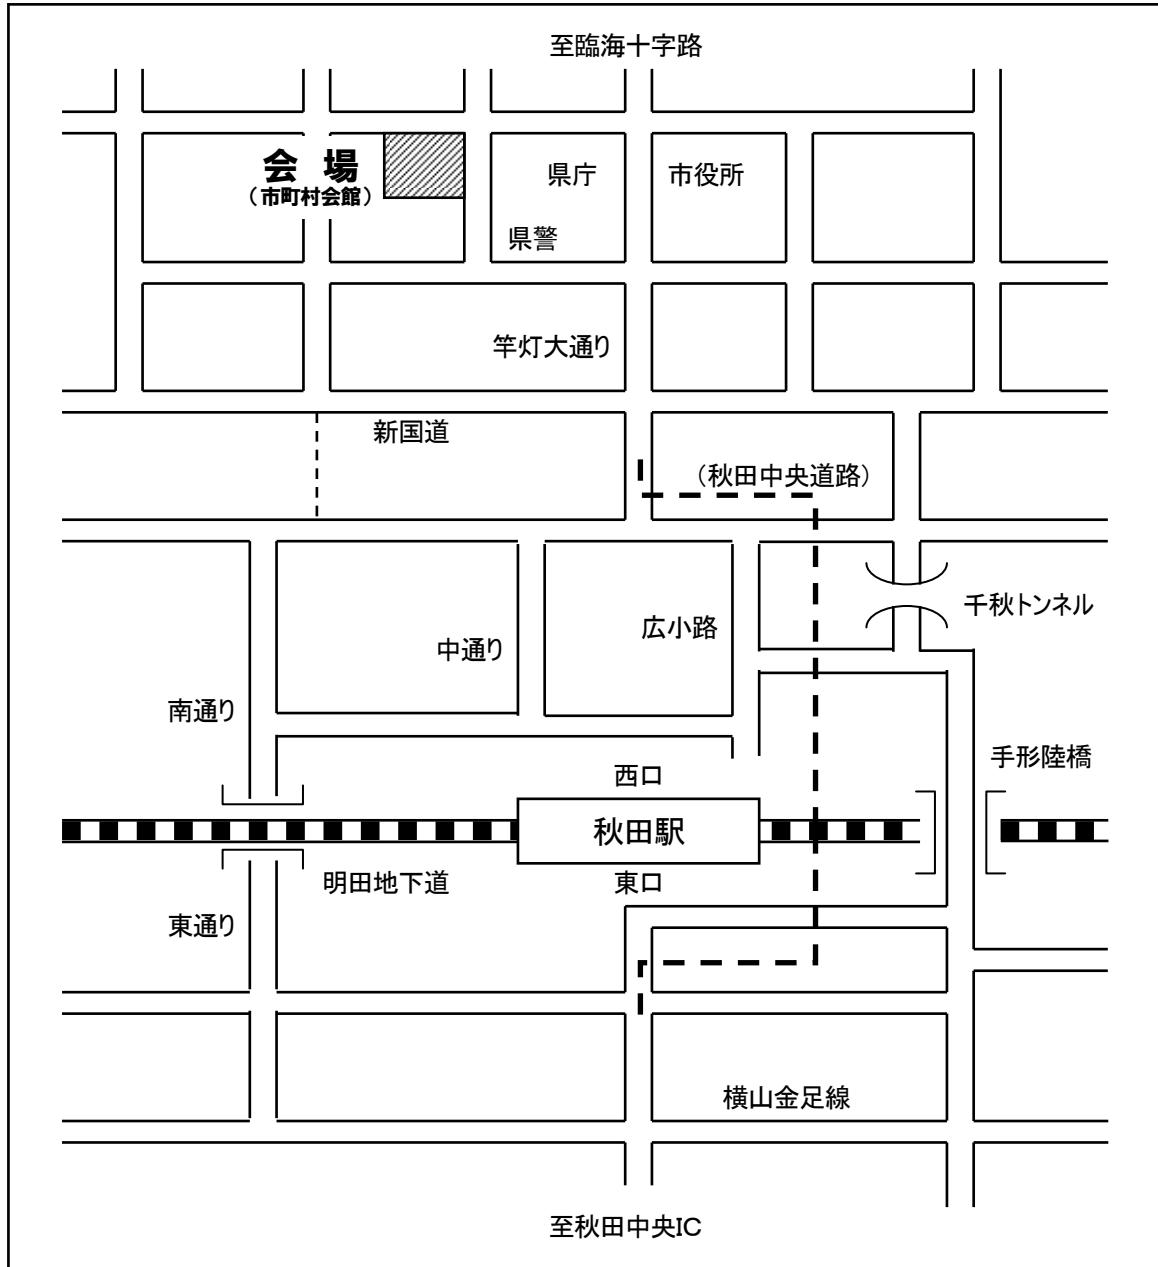 至臨海十字路
会 場
（市町村会館）
県庁
市役所
県警
竿灯大通り
新国道
（秋田中央道路）
千秋トンネル
広小路
中通り
南通り
手形陸橋
西口
秋田駅
東口
明田地下道
東通り
横山金足線
至秋田中央IC